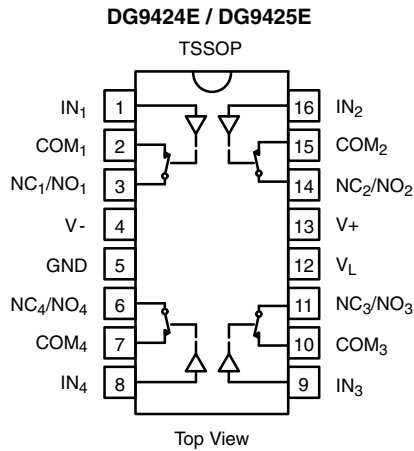 DG9424E / DG9425E
TSSOP
IN₁ 1 16 IN₂
COM₁ 2 15 COM₂
NC₁/NO₁ 3 14 NC₂/NO₂
V- 4 13 V+
GND 5 12 V_L
NC₄/NO₄ 6 11 NC₃/NO₃
COM₄ 7 10 COM₃
IN₄ 8 9 IN₃
Top View